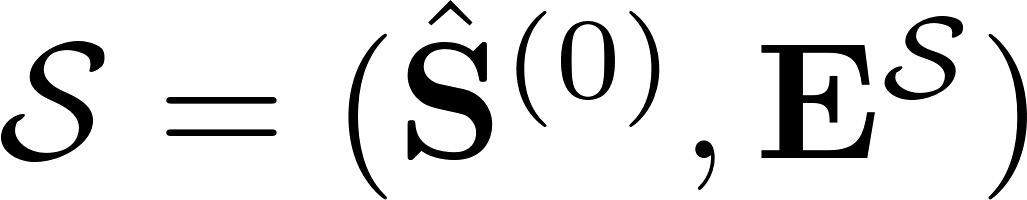 𝒮 = (𝐒̂⁽⁰⁾, 𝐄^𝒮)